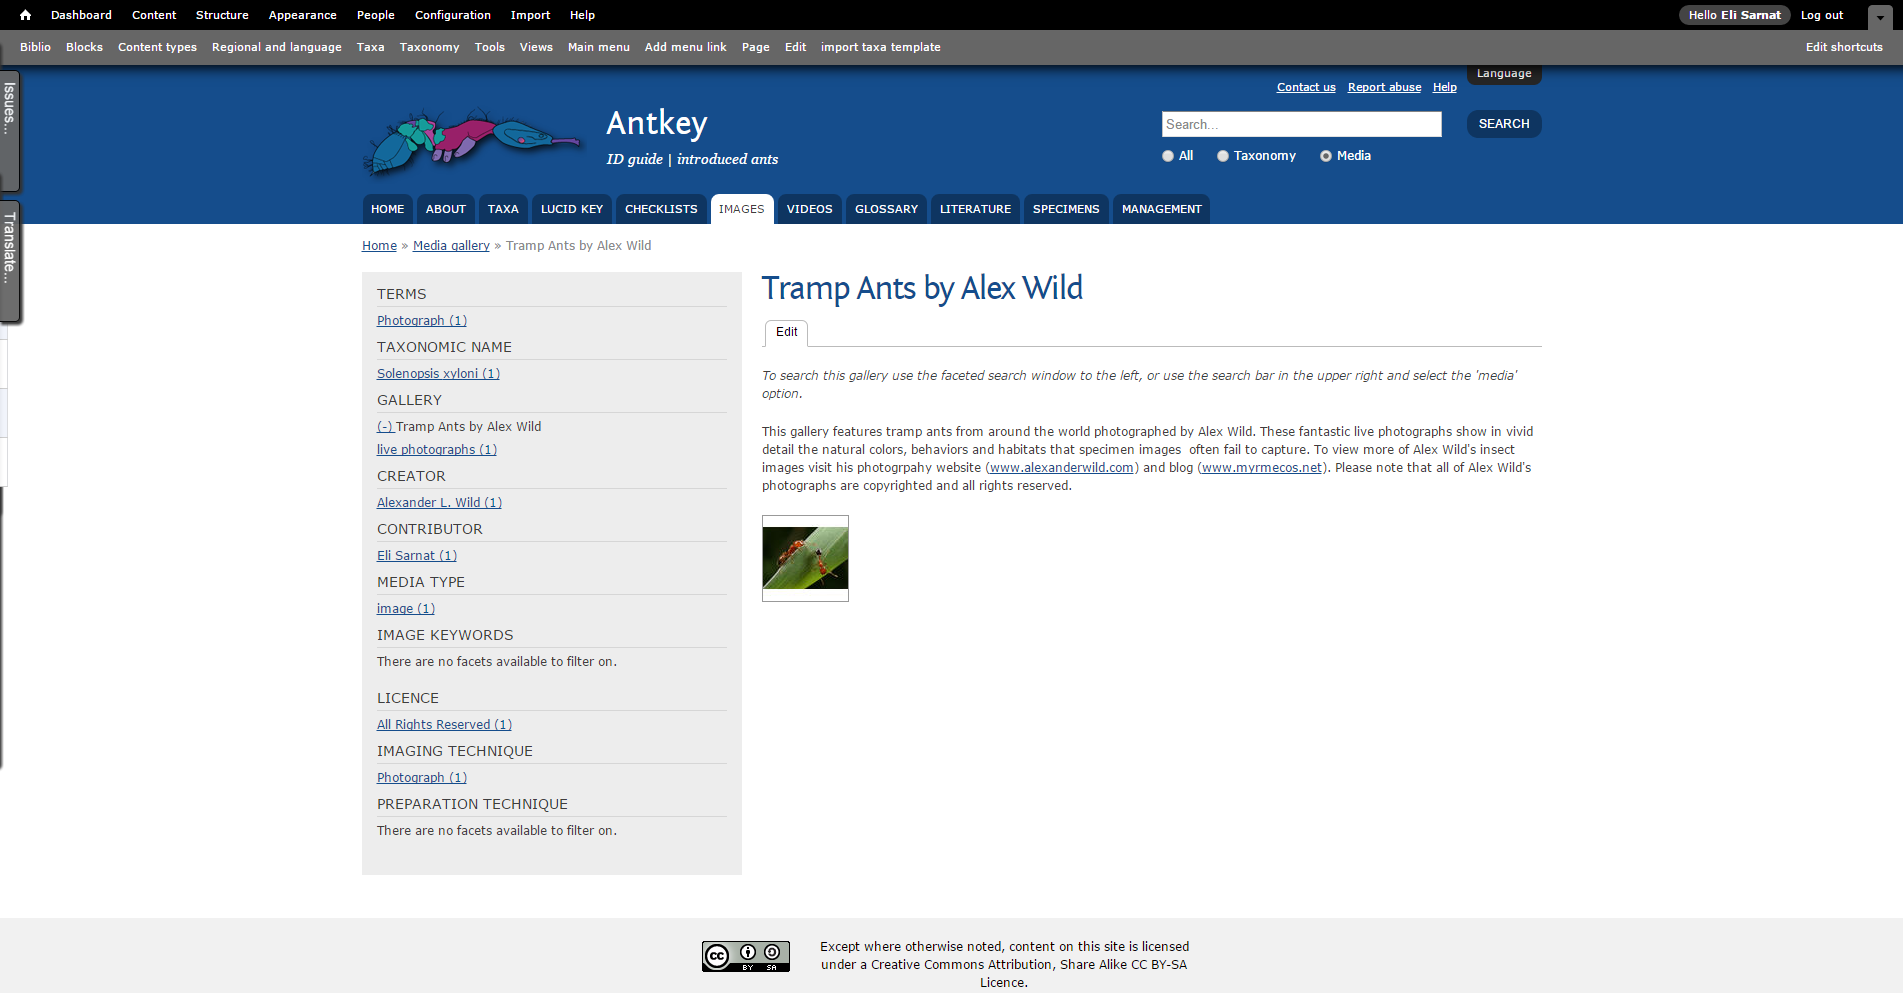 Dashboard Content Structure Appearance People Configuration Import Help Hello Eli Sarnat Log out
Biblio Blocks Content types Regional and language Taxa Taxonomy Tools Views Main menu Add menu link Page Edit import taxa template Edit shortcuts
Issues...
Translate...
Language
Contact us Report abuse Help
Antkey
ID guide | introduced ants
Search... SEARCH
All Taxonomy Media
HOME ABOUT TAXA LUCID KEY CHECKLISTS IMAGES VIDEOS GLOSSARY LITERATURE SPECIMENS MANAGEMENT
Home » Media gallery » Tramp Ants by Alex Wild
TERMS
Photograph (1)
TAXONOMIC NAME
Solenopsis xyloni (1)
GALLERY
(-) Tramp Ants by Alex Wild
live photographs (1)
CREATOR
Alexander L. Wild (1)
CONTRIBUTOR
Eli Sarnat (1)
MEDIA TYPE
image (1)
IMAGE KEYWORDS
There are no facets available to filter on.
LICENCE
All Rights Reserved (1)
IMAGING TECHNIQUE
Photograph (1)
PREPARATION TECHNIQUE
There are no facets available to filter on.
Tramp Ants by Alex Wild
Edit
To search this gallery use the faceted search window to the left, or use the search bar in the upper right and select the 'media'
option.
This gallery features tramp ants from around the world photographed by Alex Wild. These fantastic live photographs show in vivid
detail the natural colors, behaviors and habitats that specimen images  often fail to capture. To view more of Alex Wild's insect
images visit his photogrpahy website (www.alexanderwild.com) and blog (www.myrmecos.net). Please note that all of Alex Wild's
photographs are copyrighted and all rights reserved.
cc BY SA
Except where otherwise noted, content on this site is licensed
under a Creative Commons Attribution, Share Alike CC BY-SA
Licence.